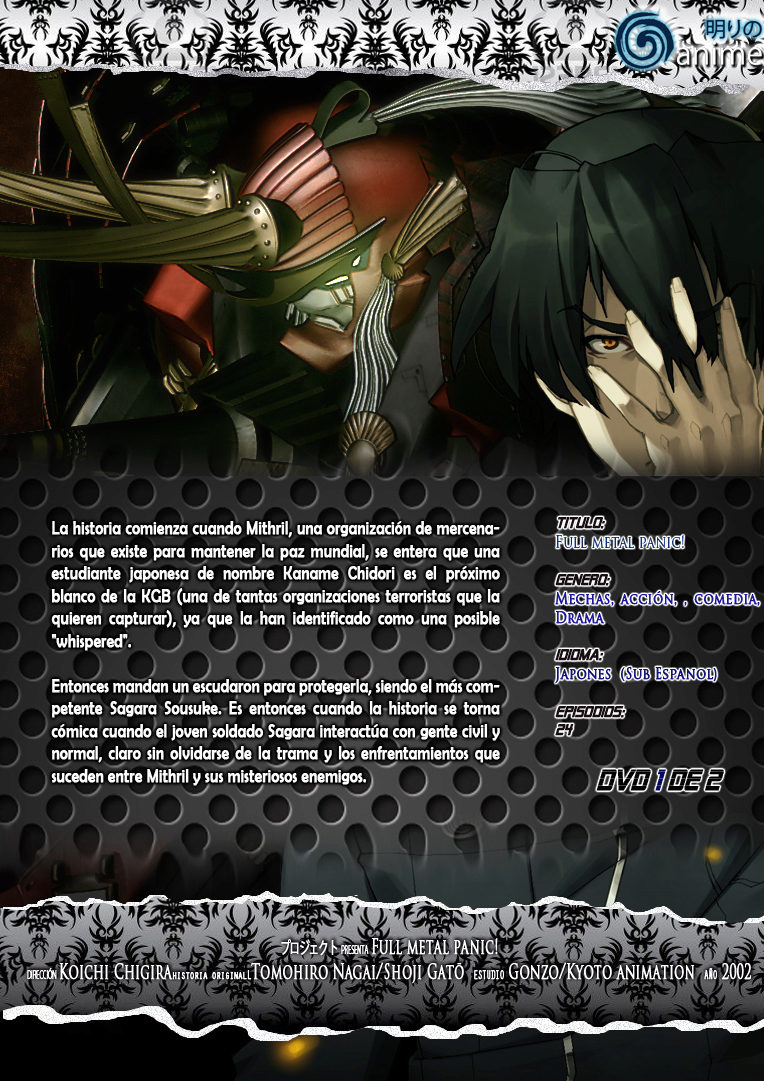 明りの
anime
La historia comienza cuando Mithril, una organización de mercena-
rios que existe para mantener la paz mundial, se entera que una
estudiante japonesa de nombre Kaname Chidori es el próximo
blanco de la KGB (una de tantas organizaciones terroristas que la
quieren capturar), ya que la han identificado como una posible
"whispered".
Entonces mandan un escudaron para protegerla, siendo el más com-
petente Sagara Sousuke. Es entonces cuando la historia se torna
cómica cuando el joven soldado Sagara interactúa con gente civil y
normal, claro sin olvidarse de la trama y los enfrentamientos que
suceden entre Mithril y sus misteriosos enemigos.
TITULO:
FULL METAL PANIC!
GENERO:
MECHAS, ACCIÓN, , COMEDIA,
DRAMA
IDIOMA:
JAPONES (SUB ESPANOL)
EPISODIOS:
24
DVD 1 DE 2
プロジェクト PRESENTA FULL METAL PANIC!
DIRECCIÓN KOICHI CHIGIRA HISTORIA ORIGINALL TOMOHIRO NAGAI/SHOJI GATŌ ESTUDIO GONZO/KYOTO ANIMATION AÑO 2002